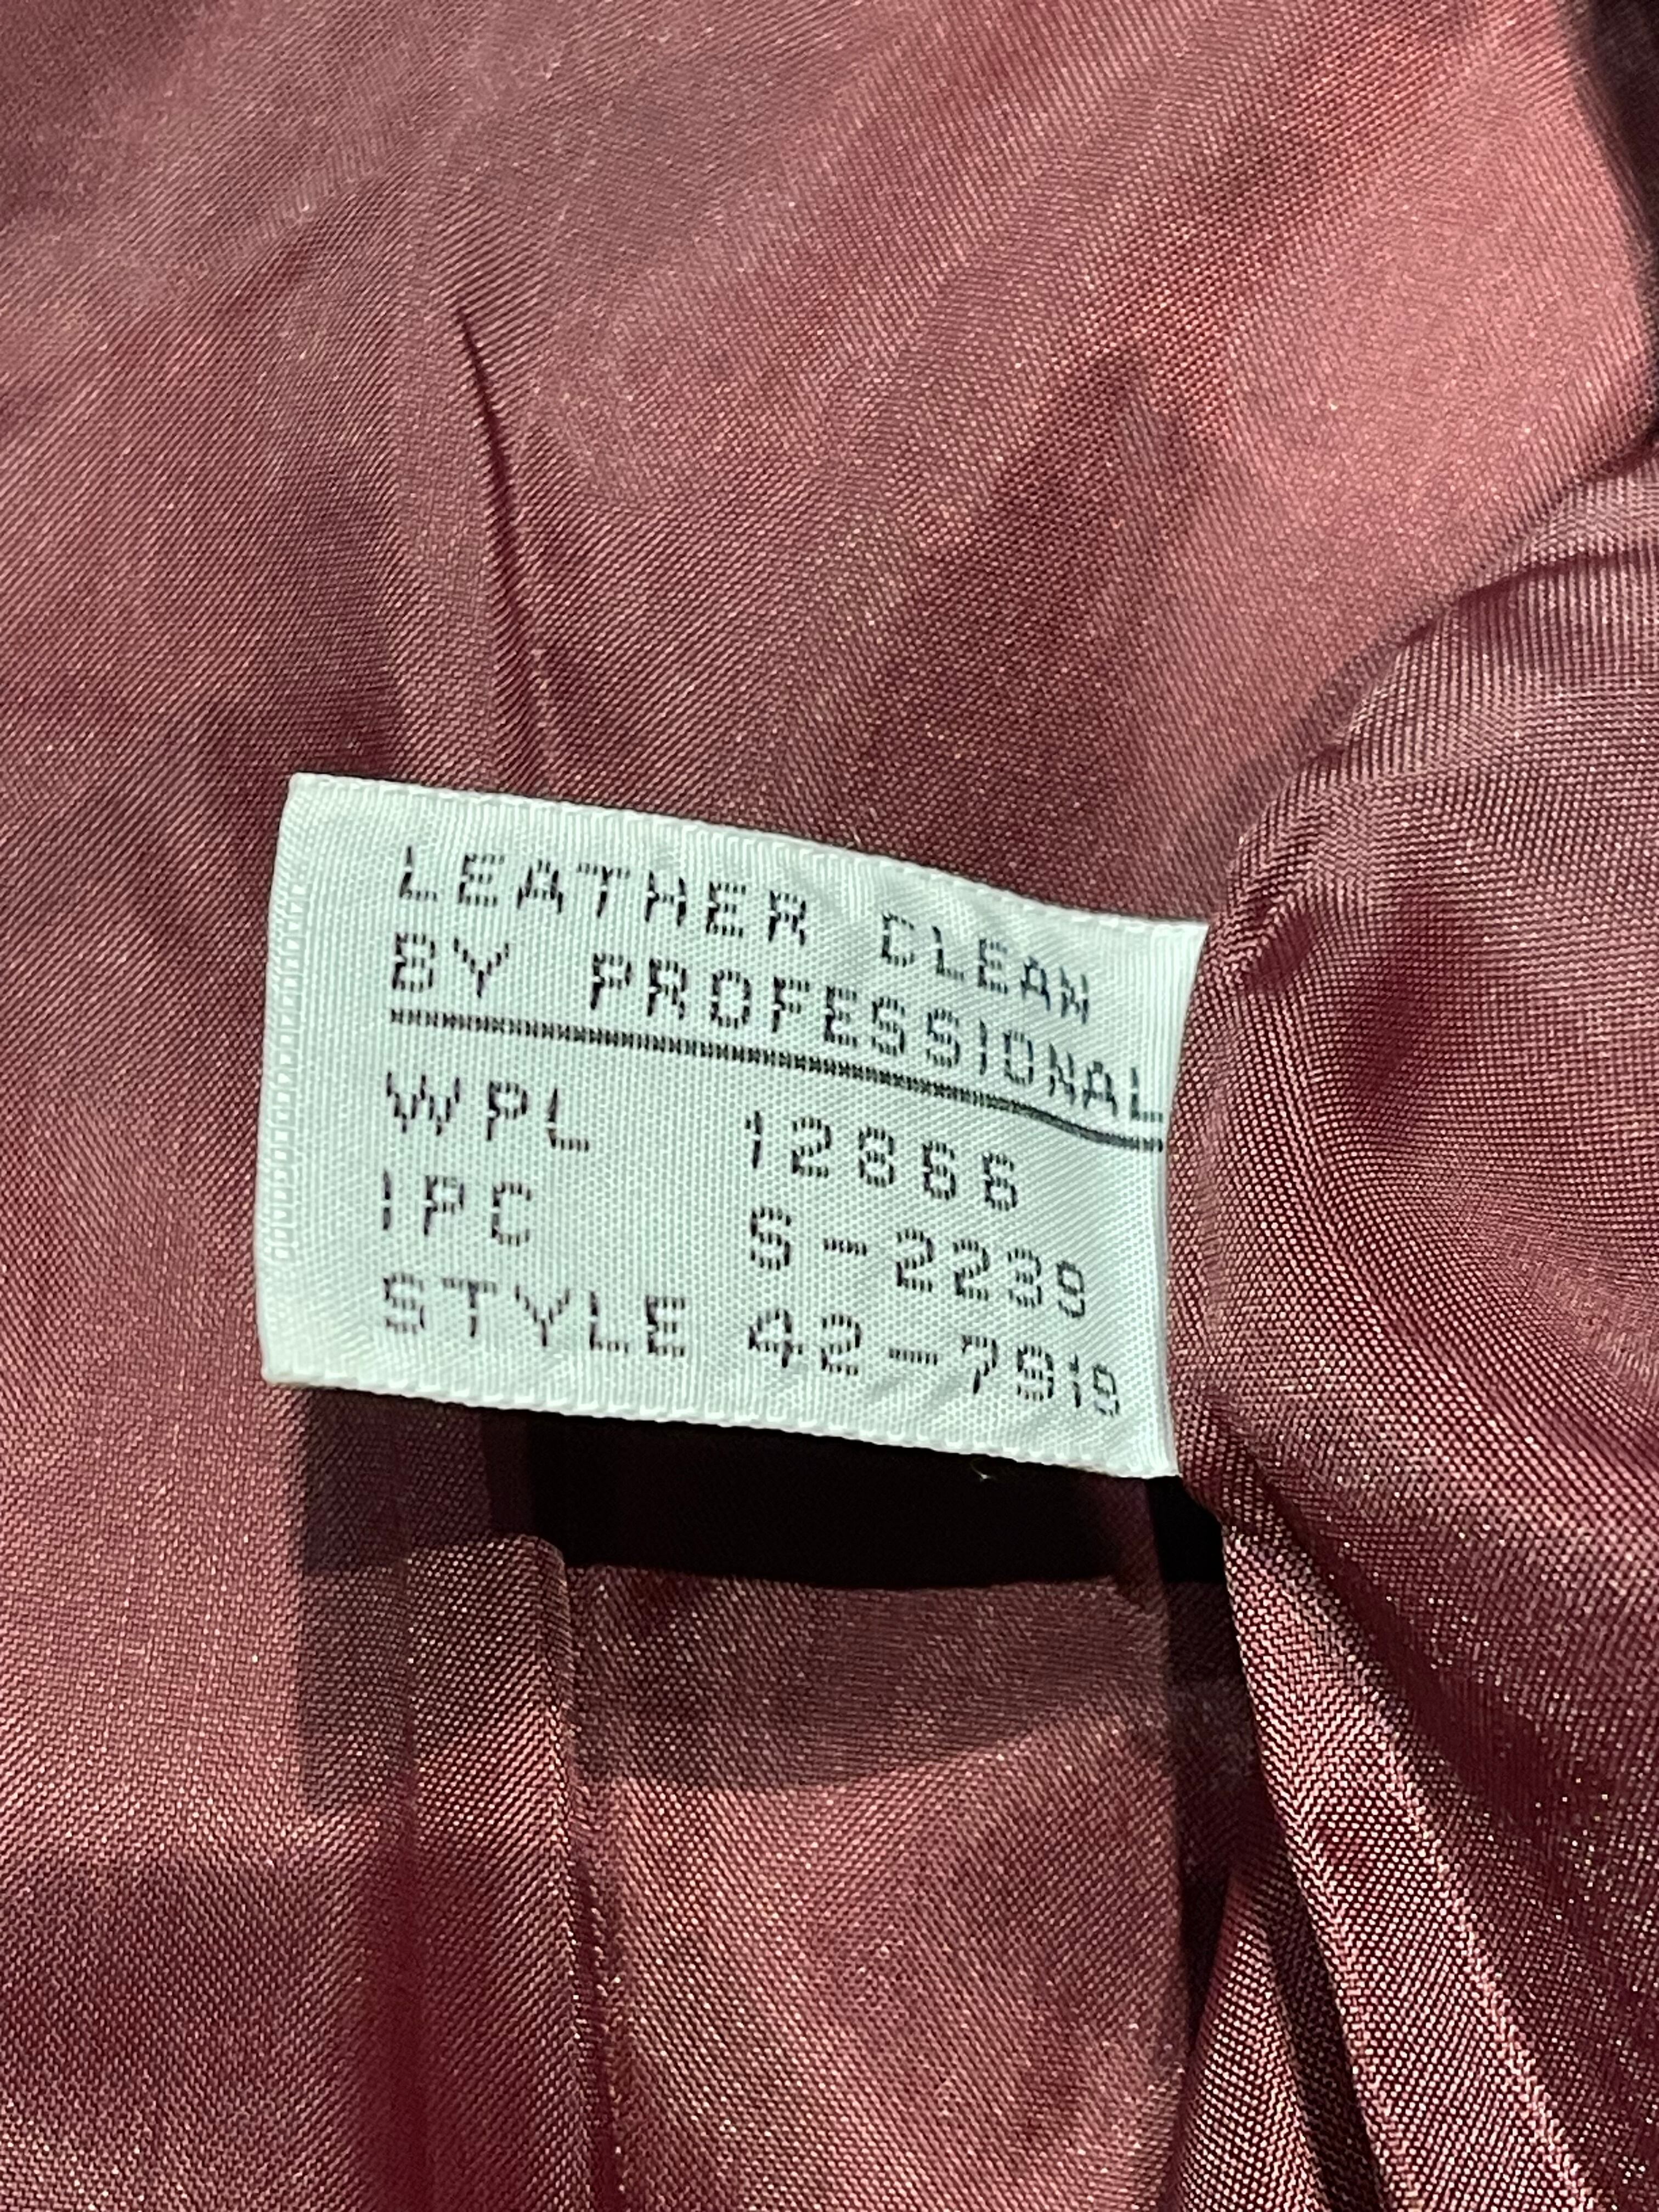 LEATHER CLEAN
BY PROFESSIONAL
WPL 12866
IPC S-2239
STYLE 42-7919